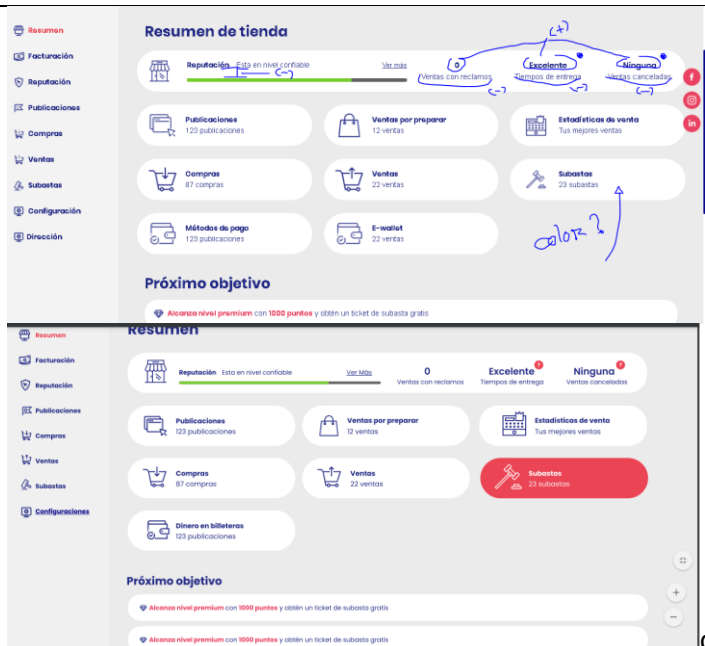 Resumen
Facturación
Reputación
Publicaciones
Compras
Ventas
Subastas
Configuración
Dirección
Resumen de tienda
(+)
Reputación Esta en nivel confiable
Ver más
0
Excelente
Ninguna
Ventas con reclamos
Tiempos de entrega
Ventas canceladas
(-)
(-)
(-)
(-)
Publicaciones
123 publicaciones
Ventas por preparar
12 ventas
Estadísticas de venta
Tus mejores ventas
Compras
87 compras
Ventas
22 ventas
Subastas
23 subastas
Métodos de pago
123 publicaciones
E-wallet
22 ventas
color?
Próximo objetivo
Alcanza nivel premium con 1000 puntos y obtén un ticket de subasta gratis
f
in
Resumen
Facturación
Reputación
Publicaciones
Compras
Ventas
Subastas
Configuraciones
Resumen
Reputación Esta en nivel confiable
Ver Más
0
Excelente
Ninguna
Ventas con reclamos
Tiempos de entrega
Ventas canceladas
Publicaciones
123 publicaciones
Ventas por preparar
12 ventas
Estadísticas de venta
Tus mejores ventas
Compras
87 compras
Ventas
22 ventas
Subastas
23 subastas
Dinero en billeteras
123 publicaciones
Próximo objetivo
Alcanza nivel premium con 1000 puntos y obtén un ticket de subasta gratis
Alcanza nivel premium con 1000 puntos y obtén un ticket de subasta gratis